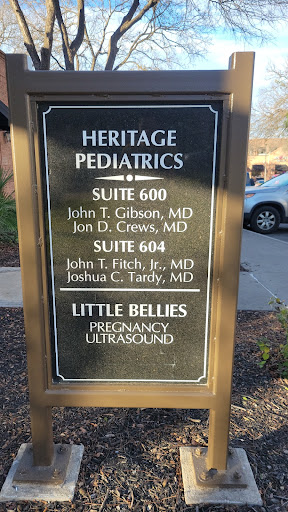 HERITAGE
PEDIATRICS
SUITE 600
John T. Gibson, MD
Jon D. Crews, MD
SUITE 604
John T. Fitch, Jr., MD
Joshua C. Tardy, MD
LITTLE BELLIES
PREGNANCY
ULTRASOUND